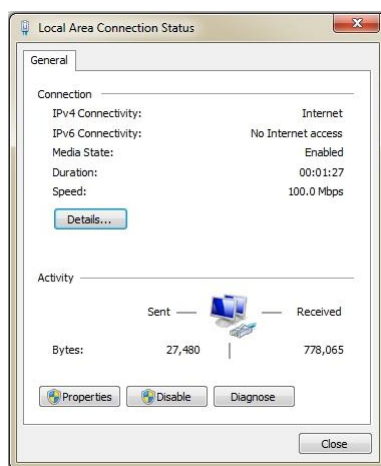 Local Area Connection Status
General
Connection
IPv4 Connectivity: Internet
IPv6 Connectivity: No Internet access
Media State: Enabled
Duration: 00:01:27
Speed: 100.0 Mbps
Details...
Activity
Sent Received
Bytes: 27,480 778,065
Properties Disable Diagnose
Close